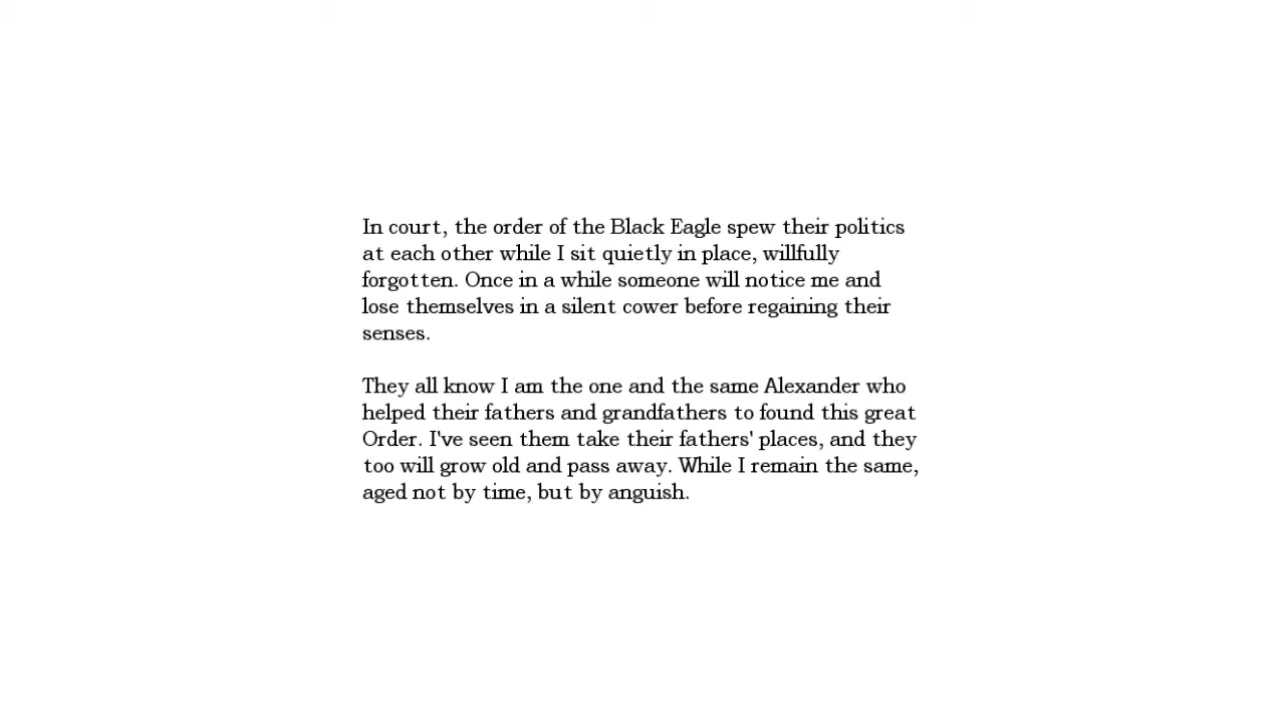 In court, the order of the Black Eagle spew their politics
at each other while I sit quietly in place, willfully
forgotten. Once in a while someone will notice me and
lose themselves in a silent cower before regaining their
senses.
They all know I am the one and the same Alexander who
helped their fathers and grandfathers to found this great
Order. I've seen them take their fathers' places, and they
too will grow old and pass away. While I remain the same,
aged not by time, but by anguish.